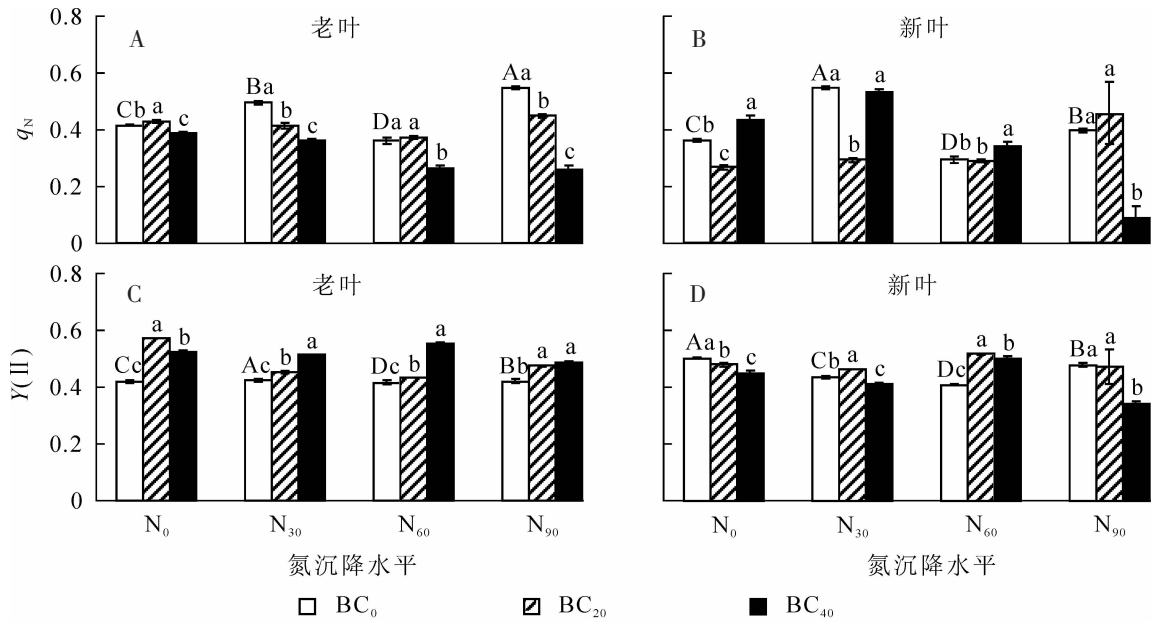 A 老叶
B 新叶
qN
0.8
0.6
0.4
0.2
0
Cb a c
Ba b c
Da a b
Aa b c
Cb c a
Aa b a
Db b a
Ba a b
C 老叶
D 新叶
Y(Ⅱ)
0.8
0.6
0.4
0.2
0
Cc a b
Ac b a
Dc b a
Bb a a
Aa b c
Cb a c
Dc a b
Ba a b
N0 N30 N60 N90
N0 N30 N60 N90
氮沉降水平
氮沉降水平
BC0 BC20 BC40